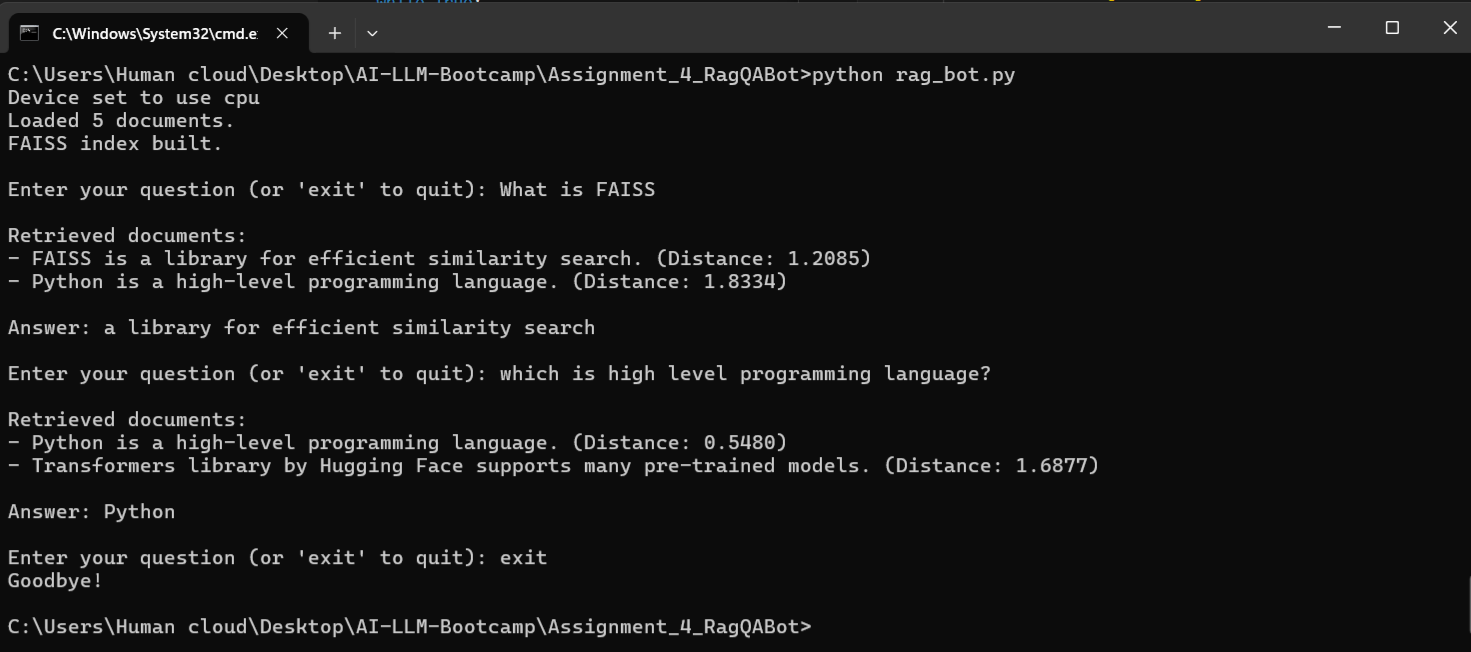 C:\Windows\System32\cmd.e
C:\Users\Human cloud\Desktop\AI-LLM-Bootcamp\Assignment_4_RagQABot>python rag_bot.py
Device set to use cpu
Loaded 5 documents.
FAISS index built.
Enter your question (or 'exit' to quit): What is FAISS
Retrieved documents:
- FAISS is a library for efficient similarity search. (Distance: 1.2085)
- Python is a high-level programming language. (Distance: 1.8334)
Answer: a library for efficient similarity search
Enter your question (or 'exit' to quit): which is high level programming language?
Retrieved documents:
- Python is a high-level programming language. (Distance: 0.5480)
- Transformers library by Hugging Face supports many pre-trained models. (Distance: 1.6877)
Answer: Python
Enter your question (or 'exit' to quit): exit
Goodbye!
C:\Users\Human cloud\Desktop\AI-LLM-Bootcamp\Assignment_4_RagQABot>